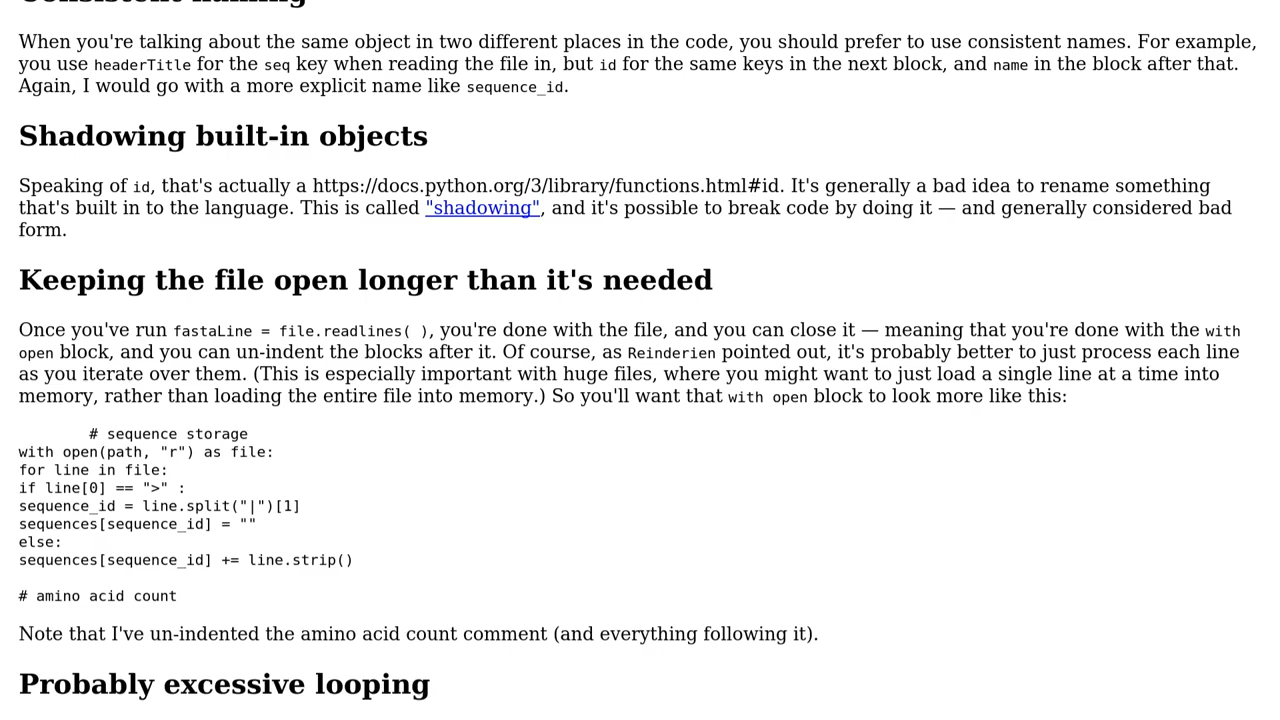 Consistent naming
When you're talking about the same object in two different places in the code, you should prefer to use consistent names. For example,
you use headerTitle for the seq key when reading the file in, but id for the same keys in the next block, and name in the block after that.
Again, I would go with a more explicit name like sequence_id.
Shadowing built-in objects
Speaking of id, that's actually a https://docs.python.org/3/library/functions.html#id. It's generally a bad idea to rename something
that's built in to the language. This is called "shadowing", and it's possible to break code by doing it — and generally considered bad
form.
Keeping the file open longer than it's needed
Once you've run fastaLine = file.readlines( ), you're done with the file, and you can close it — meaning that you're done with the with
open block, and you can un-indent the blocks after it. Of course, as Reinderien pointed out, it's probably better to just process each line
as you iterate over them. (This is especially important with huge files, where you might want to just load a single line at a time into
memory, rather than loading the entire file into memory.) So you'll want that with open block to look more like this:
# sequence storage
with open(path, "r") as file:
for line in file:
if line[0] == ">" :
sequence_id = line.split("|")[1]
sequences[sequence_id] = ""
else:
sequences[sequence_id] += line.strip()
# amino acid count
Note that I've un-indented the amino acid count comment (and everything following it).
Probably excessive looping